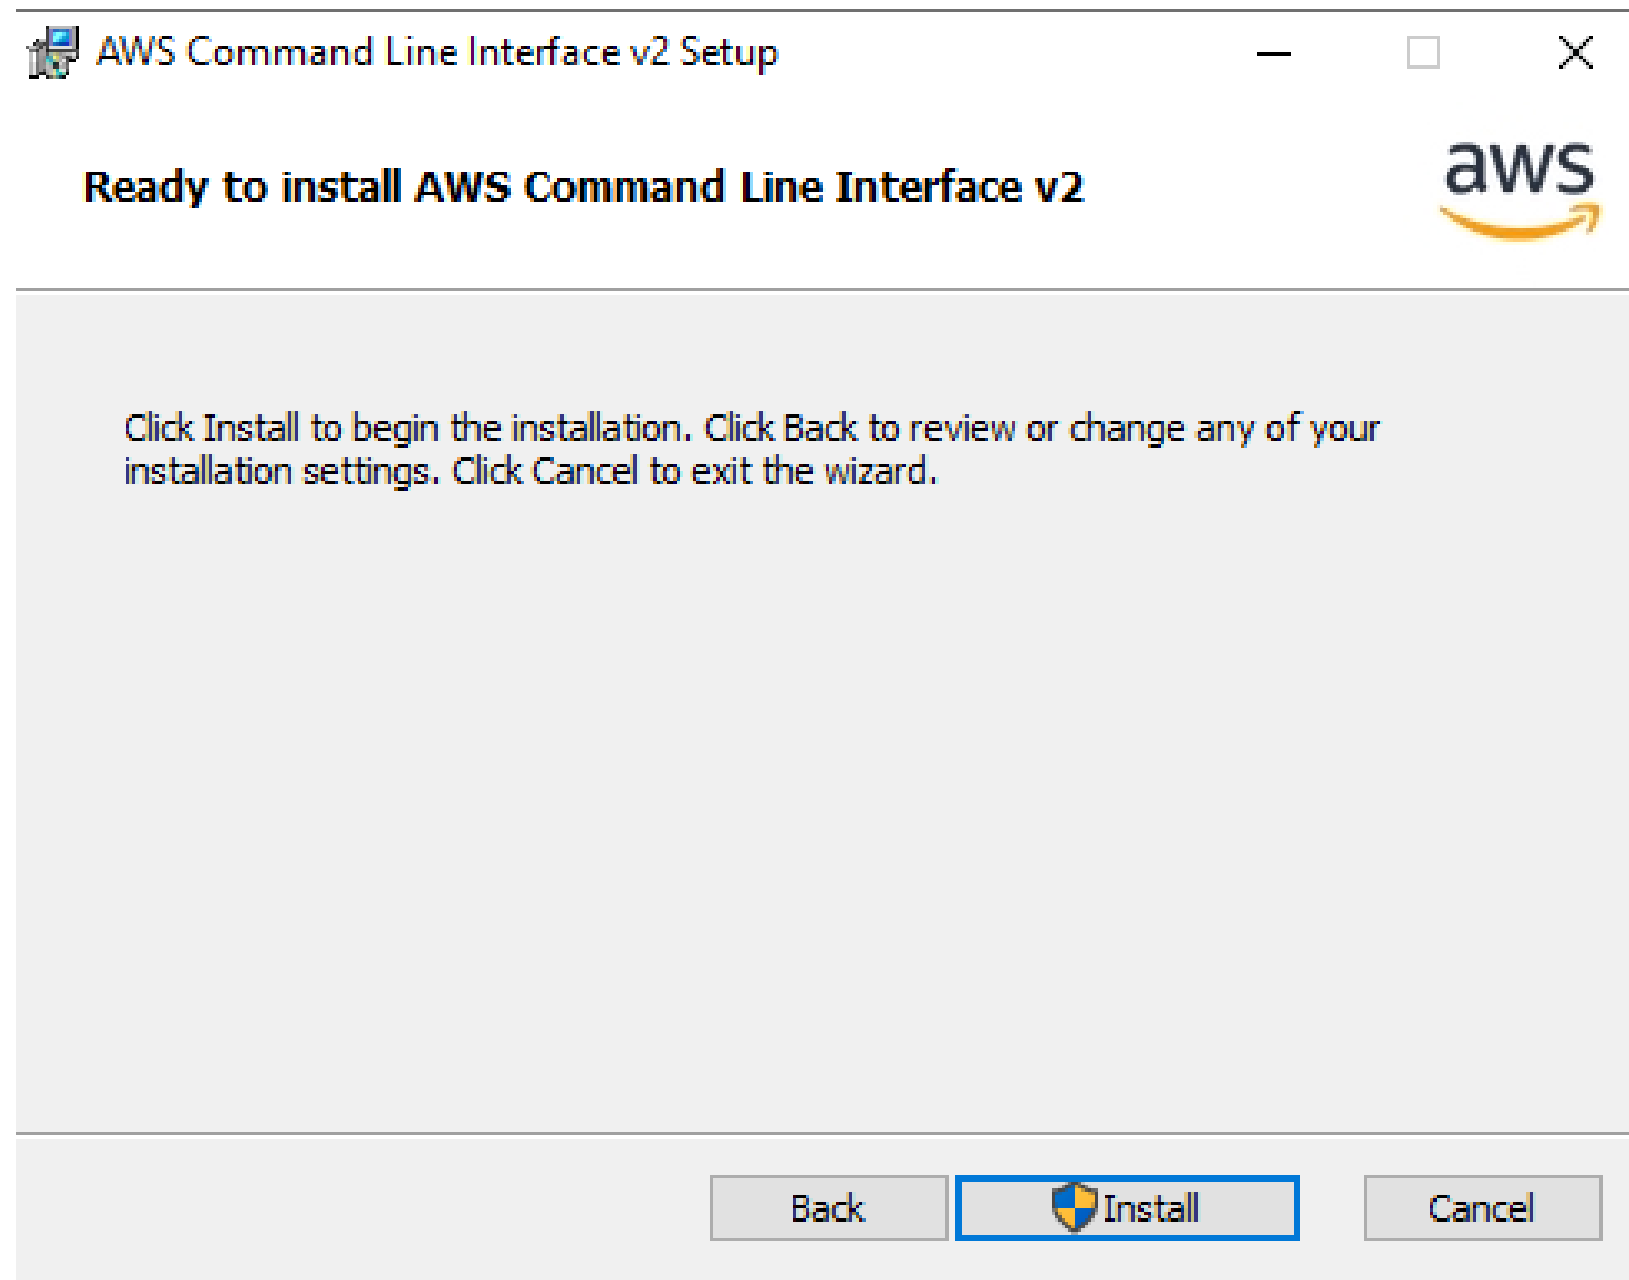 AWS Command Line Interface v2 Setup
Ready to install AWS Command Line Interface v2
aws
Click Install to begin the installation. Click Back to review or change any of your
installation settings. Click Cancel to exit the wizard.
Back
Install
Cancel